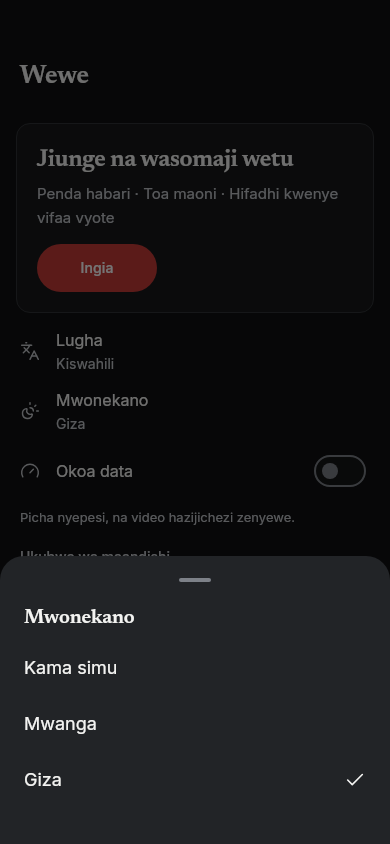 Wewe
Jiunge na wasomaji wetu
Penda habari · Toa maoni · Hifadhi kwenye
vifaa vyote
Ingia
Lugha
Kiswahili
Mwonekano
Giza
Okoa data
Picha nyepesi, na video hazijichezi zenyewe.
Mwonekano
Kama simu
Mwanga
Giza